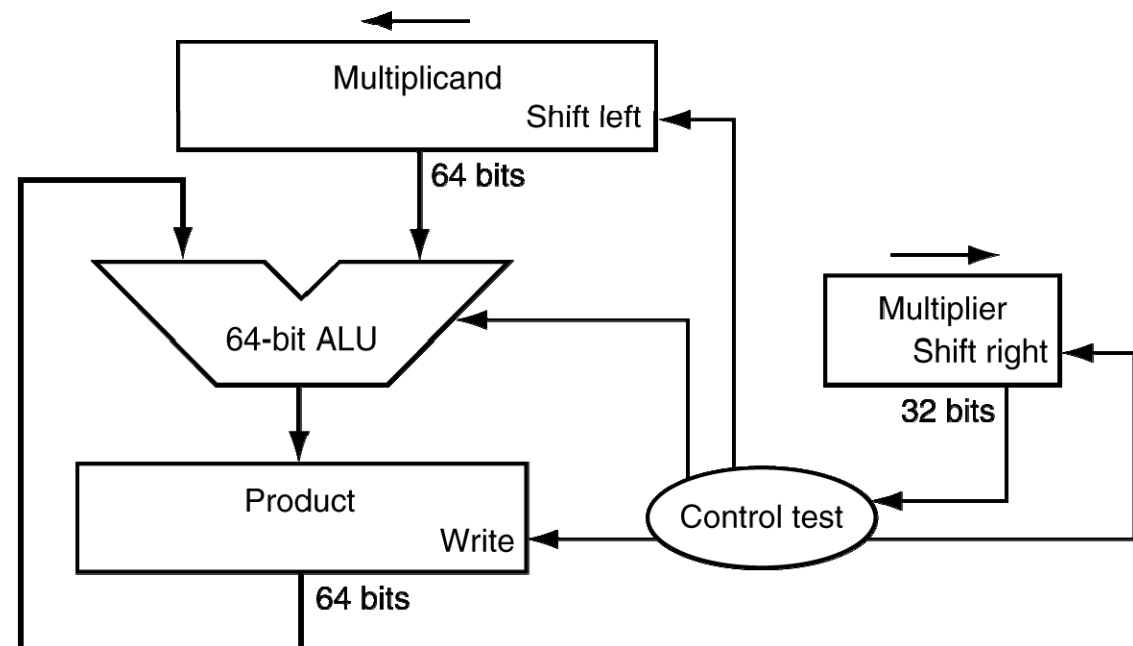 Multiplicand
Shift left
64 bits
64-bit ALU
Multiplier
Shift right
32 bits
Product
Write
Control test
64 bits